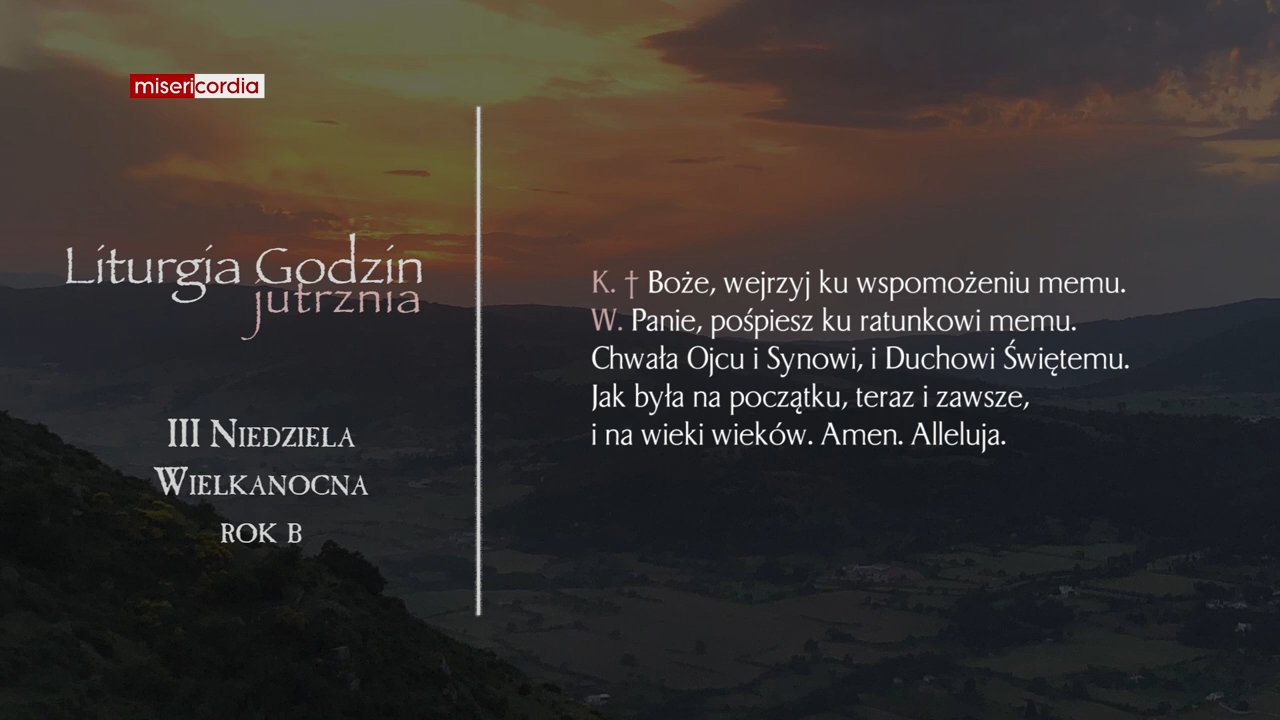 misericordia
Liturgia Godzin
jutrznia
III Niedziela
Wielkanocna
rok b
K. † Boże, wejrzyj ku wspomożeniu memu.
W. Panie, pośpiesz ku ratunkowi memu.
Chwała Ojcu i Synowi, i Duchowi Świętemu.
Jak była na początku, teraz i zawsze,
i na wieki wieków. Amen. Alleluja.